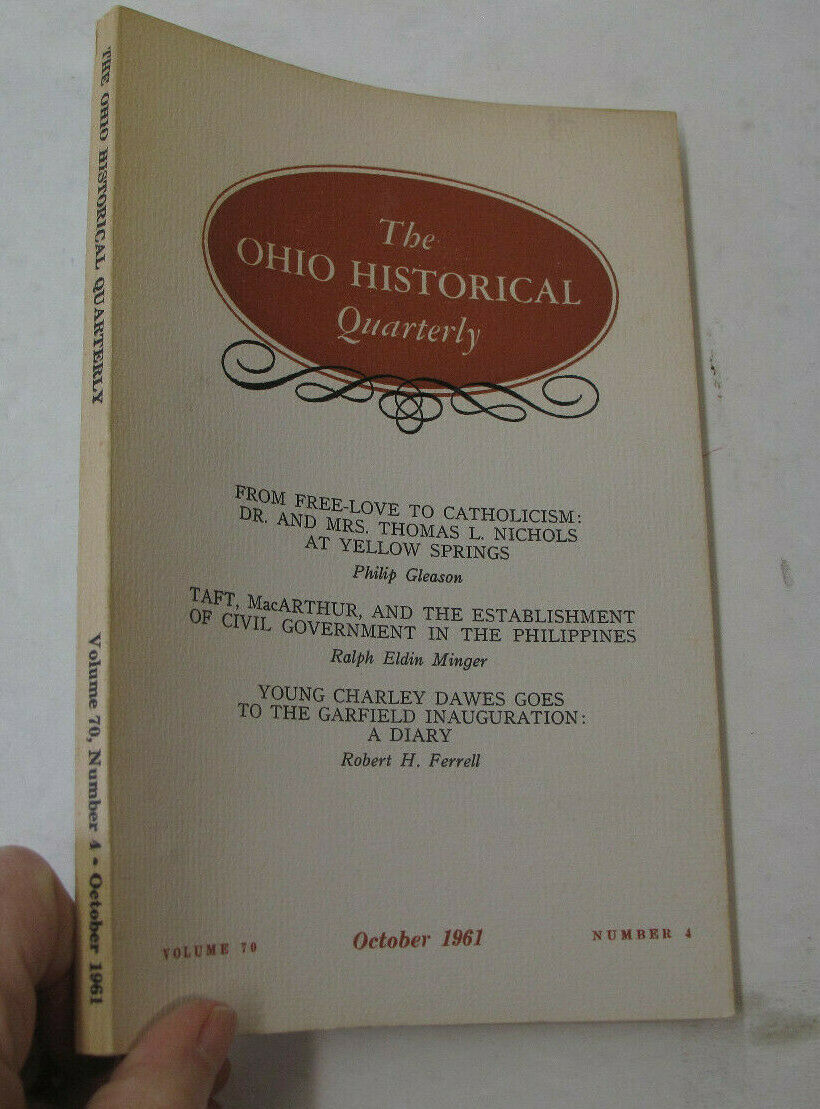 THE OHIO HISTORICAL QUARTERLY
Volume 70, Number 4 • October 1961
The
OHIO HISTORICAL
Quarterly
FROM FREE-LOVE TO CATHOLICISM:
DR. AND MRS. THOMAS L. NICHOLS
AT YELLOW SPRINGS
Philip Gleason
TAFT, MacARTHUR, AND THE ESTABLISHMENT
OF CIVIL GOVERNMENT IN THE PHILIPPINES
Ralph Eldin Minger
YOUNG CHARLEY DAWES GOES
TO THE GARFIELD INAUGURATION:
A DIARY
Robert H. Ferrell
VOLUME 70
October 1961
NUMBER 4